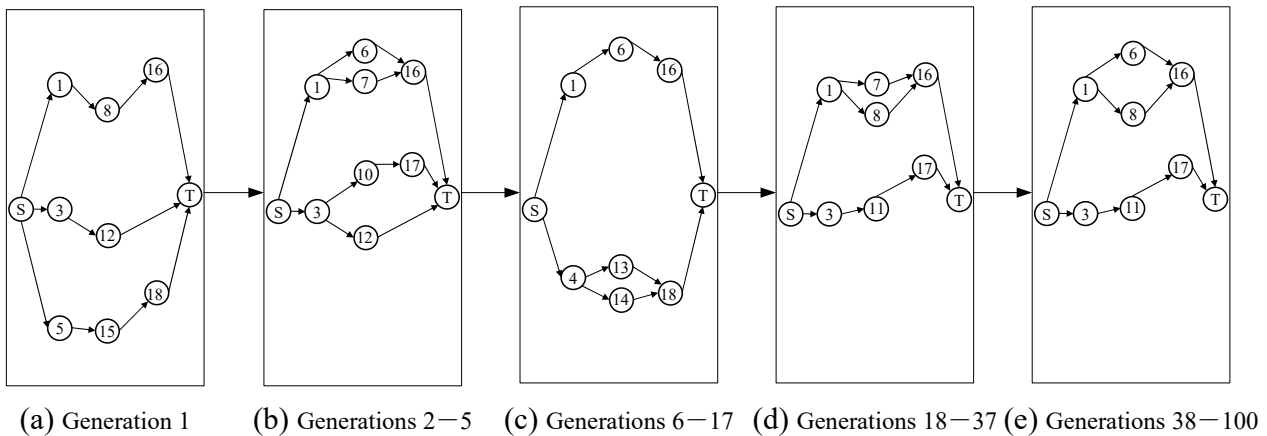 1 8 16
S 3 12 T
5 15 18
1 6 7 16
S 3 10 17 12 T
1 6 16
S T
4 13 14 18
1 7 8 16
S 3 11 17 T
1 6 8 16
S 3 11 17 T
(a) Generation 1 (b) Generations 2－5 (c) Generations 6－17 (d) Generations 18－37 (e) Generations 38－100